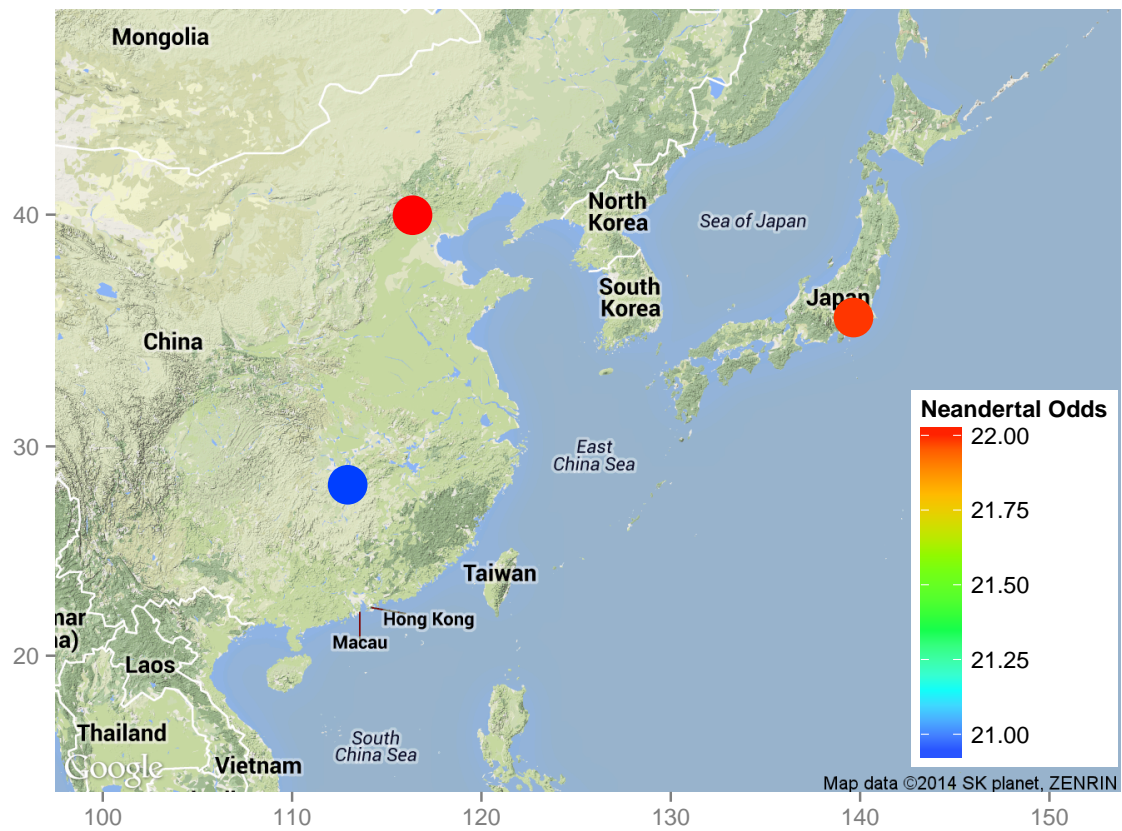 Mongolia
40
North
Korea
Sea of Japan
South
Korea
Japan
China
Neandertal Odds
22.00
21.75
21.50
21.25
21.00
30
East
China Sea
Taiwan
Hong Kong
Macau
20
Laos
Thailand
South
China Sea
Vietnam
Google
Map data ©2014 SK planet, ZENRIN
100
110
120
130
140
150